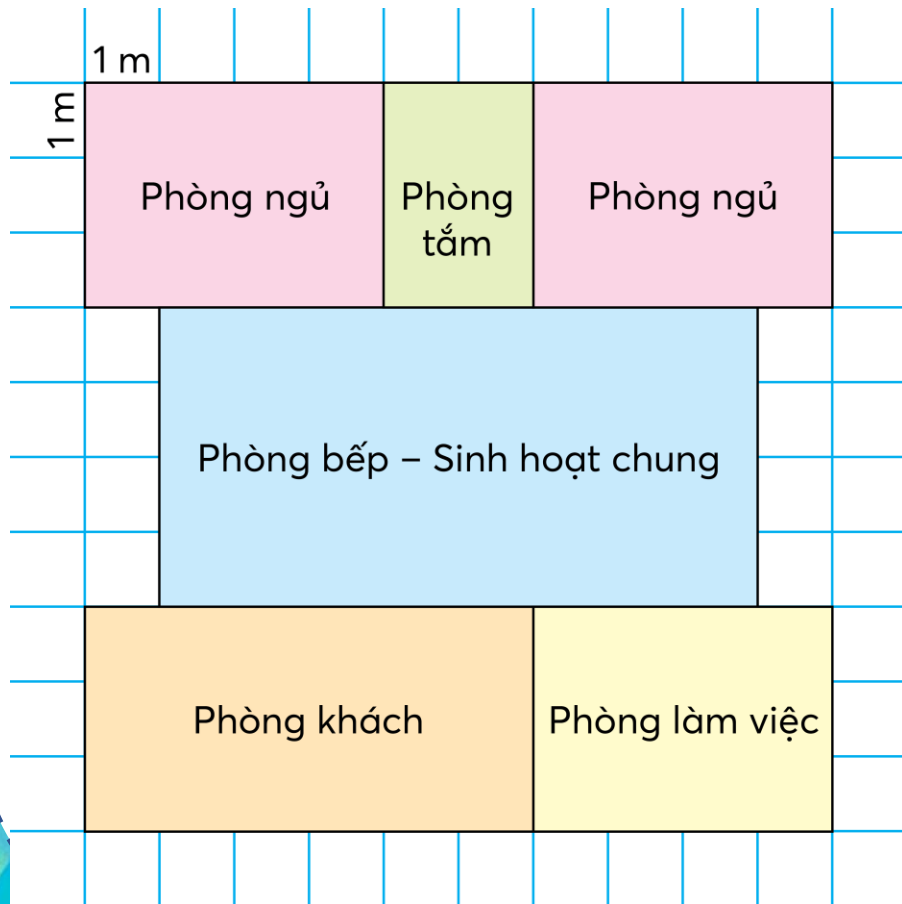 1 m
1 m
Phòng ngủ
Phòng
tắm
Phòng ngủ
Phòng bếp – Sinh hoạt chung
Phòng khách
Phòng làm việc